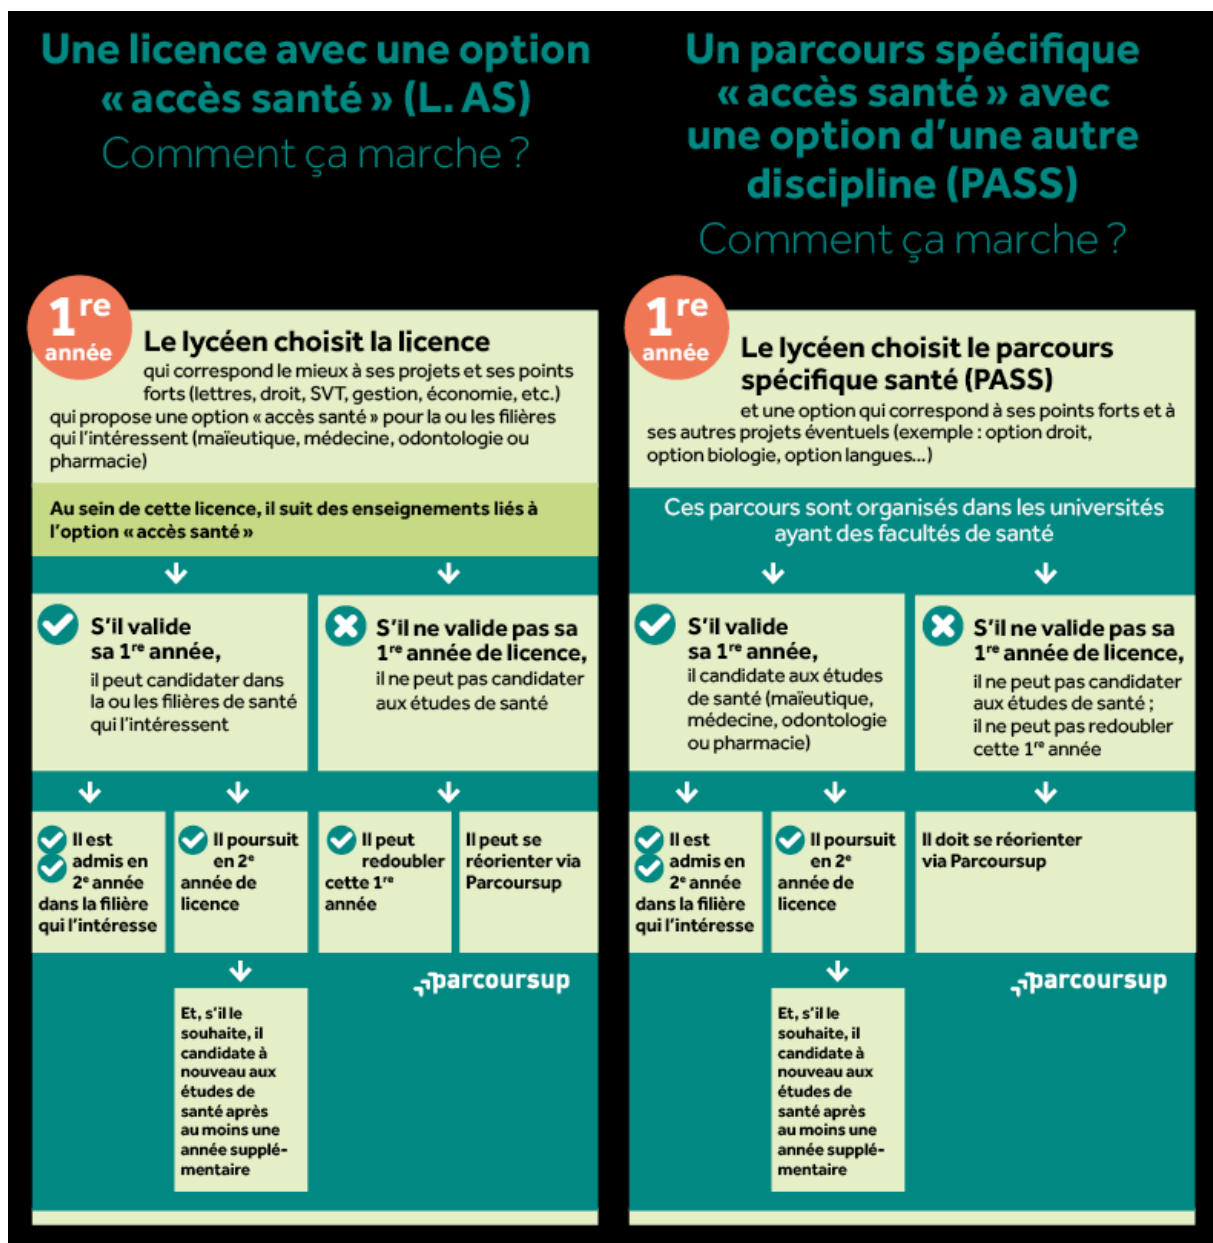 Une licence avec une option
« accès santé » (L. AS)
Comment ça marche ?
1re
année
Le lycéen choisit la licence
qui correspond le mieux à ses projets et ses points
forts (lettres, droit, SVT, gestion, économie, etc.)
qui propose une option « accès santé » pour la ou les filières
qui l'intéressent (maïeutique, médecine, odontologie ou
pharmacie)
Au sein de cette licence, il suit des enseignements liés à
l'option « accès santé »
S'il valide
sa 1re année,
il peut candidater dans
la ou les filières de santé
qui l'intéressent
S'il ne valide pas sa
1re année de licence,
il ne peut pas candidater
aux études de santé
Il est
admis en
2e année
dans la filière
qui l'intéresse
Il poursuit
en 2e
année de
licence
Il peut
redoubler
cette 1re
année
Il peut se
réorienter via
Parcoursup
parcoursup
Et, s'il le
souhaite, il
candidate à
nouveau aux
études de
santé après
au moins une
année supplé-
mentaire
Un parcours spécifique
« accès santé » avec
une option d'une autre
discipline (PASS)
Comment ça marche ?
1re
année
Le lycéen choisit le parcours
spécifique santé (PASS)
et une option qui correspond à ses points forts et à
ses autres projets éventuels (exemple : option droit,
option biologie, option langues...)
Ces parcours sont organisés dans les universités
ayant des facultés de santé
S'il valide
sa 1re année,
il candidate aux études
de santé (maïeutique,
médecine, odontologie
ou pharmacie)
S'il ne valide pas sa
1re année de licence,
il ne peut pas candidater
aux études de santé ;
il ne peut pas redoubler
cette 1re année
Il est
admis en
2e année
dans la filière
qui l'intéresse
Il poursuit
en 2e
année de
licence
Il doit se réorienter
via Parcoursup
parcoursup
Et, s'il le
souhaite, il
candidate à
nouveau aux
études de
santé après
au moins une
année supplé-
mentaire